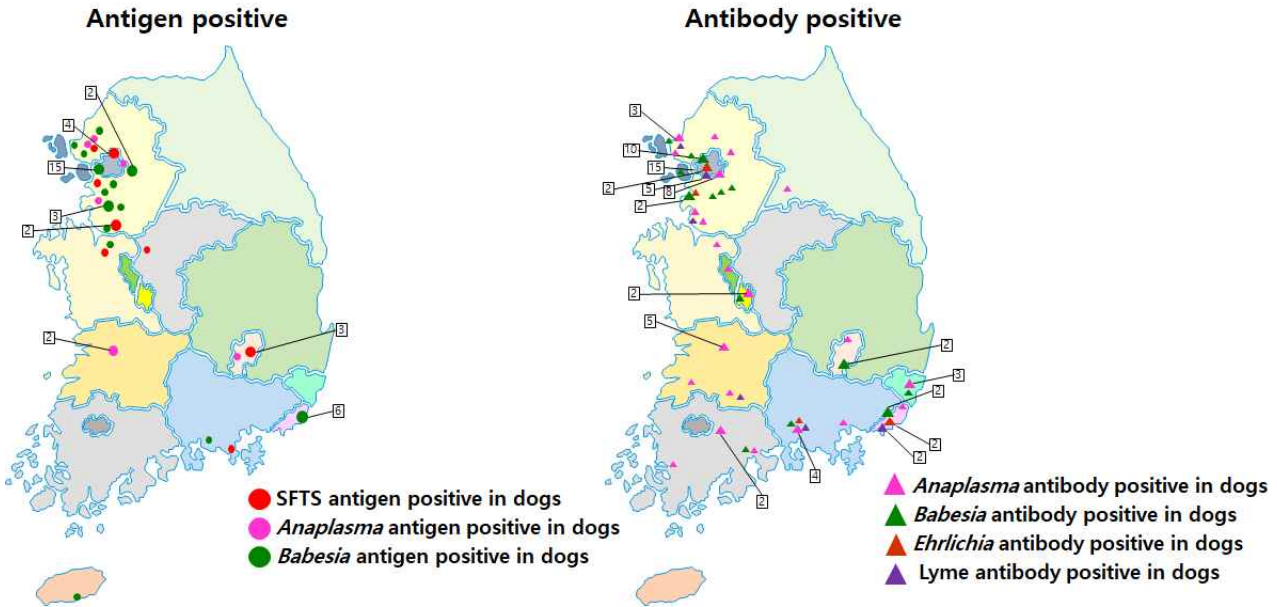 Antigen positive
Antibody positive
2
4
15
3
2
2
3
6
SFTS antigen positive in dogs
Anaplasma antigen positive in dogs
Babesia antigen positive in dogs
3
10
15
2
5
8
2
2
5
2
3
2
2
2
4
2
Anaplasma antibody positive in dogs
Babesia antibody positive in dogs
Ehrlichia antibody positive in dogs
Lyme antibody positive in dogs